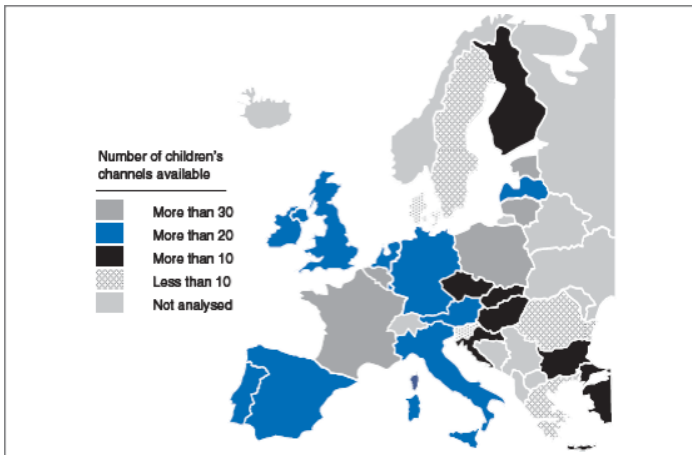 Number of children's
channels available
More than 30
More than 20
More than 10
Less than 10
Not analysed